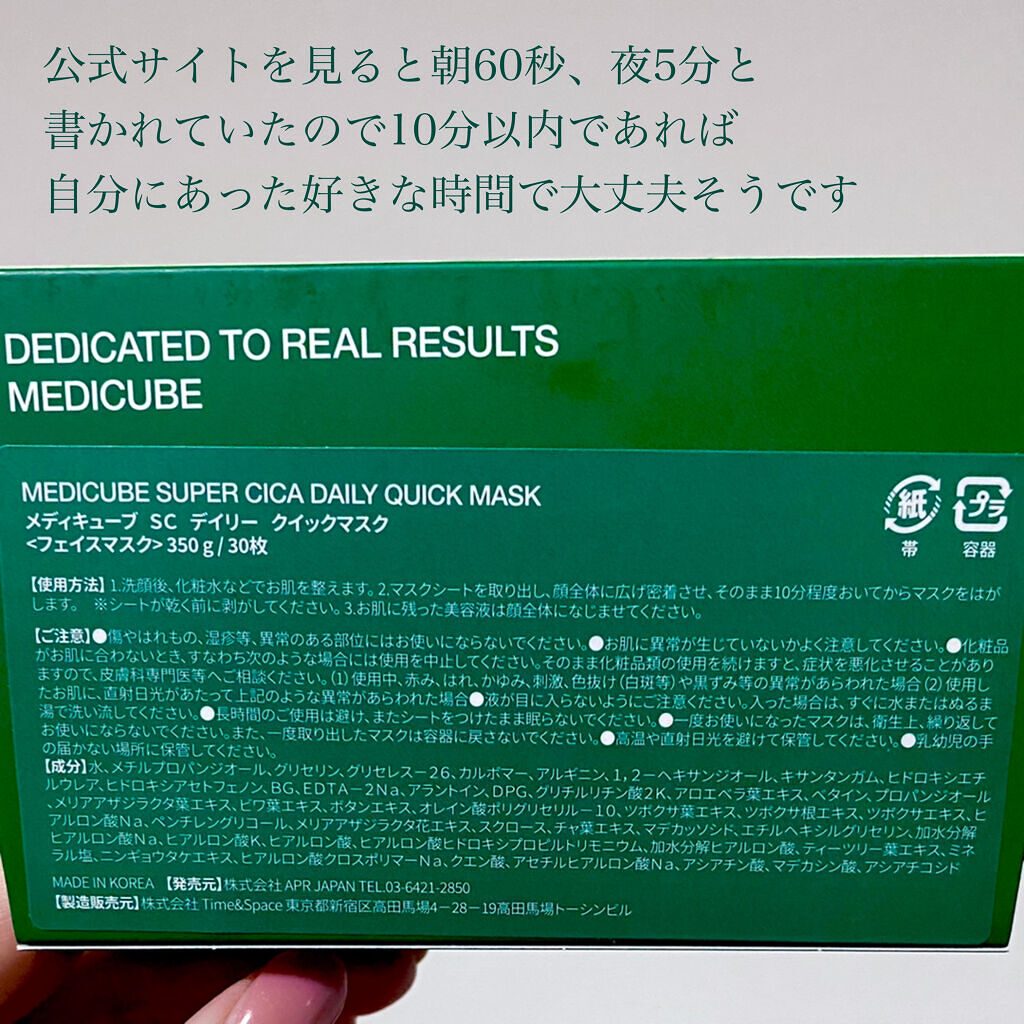 公式サイトを見ると朝60秒、夜5分と
書かれていたので10分以内であれば
自分にあった好きな時間で大丈夫そうです
DEDICATED TO REAL RESULTS
MEDICUBE
MEDICUBE SUPER CICA DAILY QUICK MASK
メディキューブ SC デイリー クイックマスク
<フェイスマスク> 350g/30枚
紙
帯
プラ
容器
【使用方法】1.洗顔後、化粧水などでお肌を整えます。2.マスクシートを取り出し、顔全体に広げ密着させ、そのまま10分程度おいてからマスクをはが
します。 ※シートが乾く前に剥がしてください。3.お肌に残った美容液は顔全体になじませてください。
【ご注意】●傷やはれもの、湿疹等、異常のある部位にはお使いにならないでください。●お肌に異常が生じていないかよく注意してください。●化粧品
がお肌に合わないとき、すなわち次のような場合には使用を中止してください。そのまま化粧品類の使用を続けますと、症状を悪化させることがあり
ますので、皮膚科専門医等へご相談ください。(1)使用中、赤み、はれ、かゆみ、刺激、色抜け(白斑等)や黒ずみ等の異常があらわれた場合(2)使用し
たお肌に、直射日光があたって上記のような異常があらわれた場合●液が目に入らないようにご注意ください。入った場合は、すぐに水またはぬるま
湯で洗い流してください。●長時間のご使用は避け、またシートをつけたまま眠らないでください。●一度お使いになったマスクは、衛生上、繰り返して
お使いにならないでください。また、一度取り出したマスクは容器に戻さないでください。●高温や直射日光を避けて保管してください。●乳幼児の手
の届かない場所に保管してください。
【成分】水、メチルプロパンジオール、グリセリン、グリセレス-26、カルボマー、アルギニン、1,2-ヘキサンジオール、キサンタンガム、ヒドロキシエチ
ルウレア、ヒドロキシアセトフェノン、BG、EDTA-2Na、アラントイン、DPG、グリチルリチン酸2K、アロエベラ葉エキス、ベタイン、プロパンジオール
、メリアアザジラクタ葉エキス、ビワ葉エキス、ボタンエキス、オレイン酸ポリグリセリル-10、ツボクサ葉エキス、ツボクサ根エキス、ツボクサエキス、ヒ
アルロン酸Na、ペンチレングリコール、メリアアザジラクタ花エキス、スクロース、チャ葉エキス、マデカッソシド、エチルヘキシルグリセリン、加水分解
ヒアルロン酸Na、ヒアルロン酸K、ヒアルロン酸、ヒアルロン酸ヒドロキシプロピルトリモニウム、加水分解ヒアルロン酸、ティーツリー葉エキス、ミネ
ラル塩、ニンギョウタケエキス、ヒアルロン酸クロスポリマーNa、クエン酸、アセチルヒアルロン酸Na、アシアチン酸、マデカシン酸、アシアチコシド
MADE IN KOREA 【発売元】株式会社 APR JAPAN TEL.03-6421-2850
【製造販売元】株式会社 Time&Space 東京都新宿区高田馬場4-28-19高田馬場トーシンビル